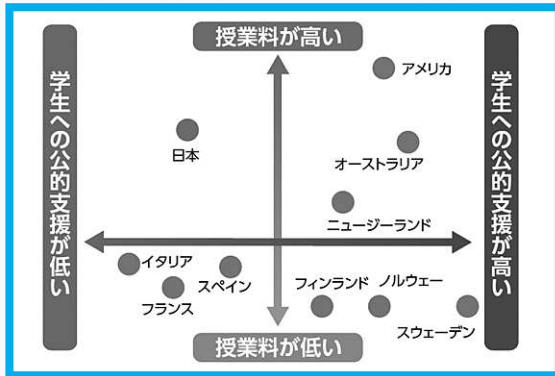 授業料が高い
学生への公的支援が低い
学生への公的支援が高い
アメリカ
日本
オーストラリア
ニュージーランド
イタリア
スペイン
フランス
フィンランド
ノルウェー
スウェーデン
授業料が低い